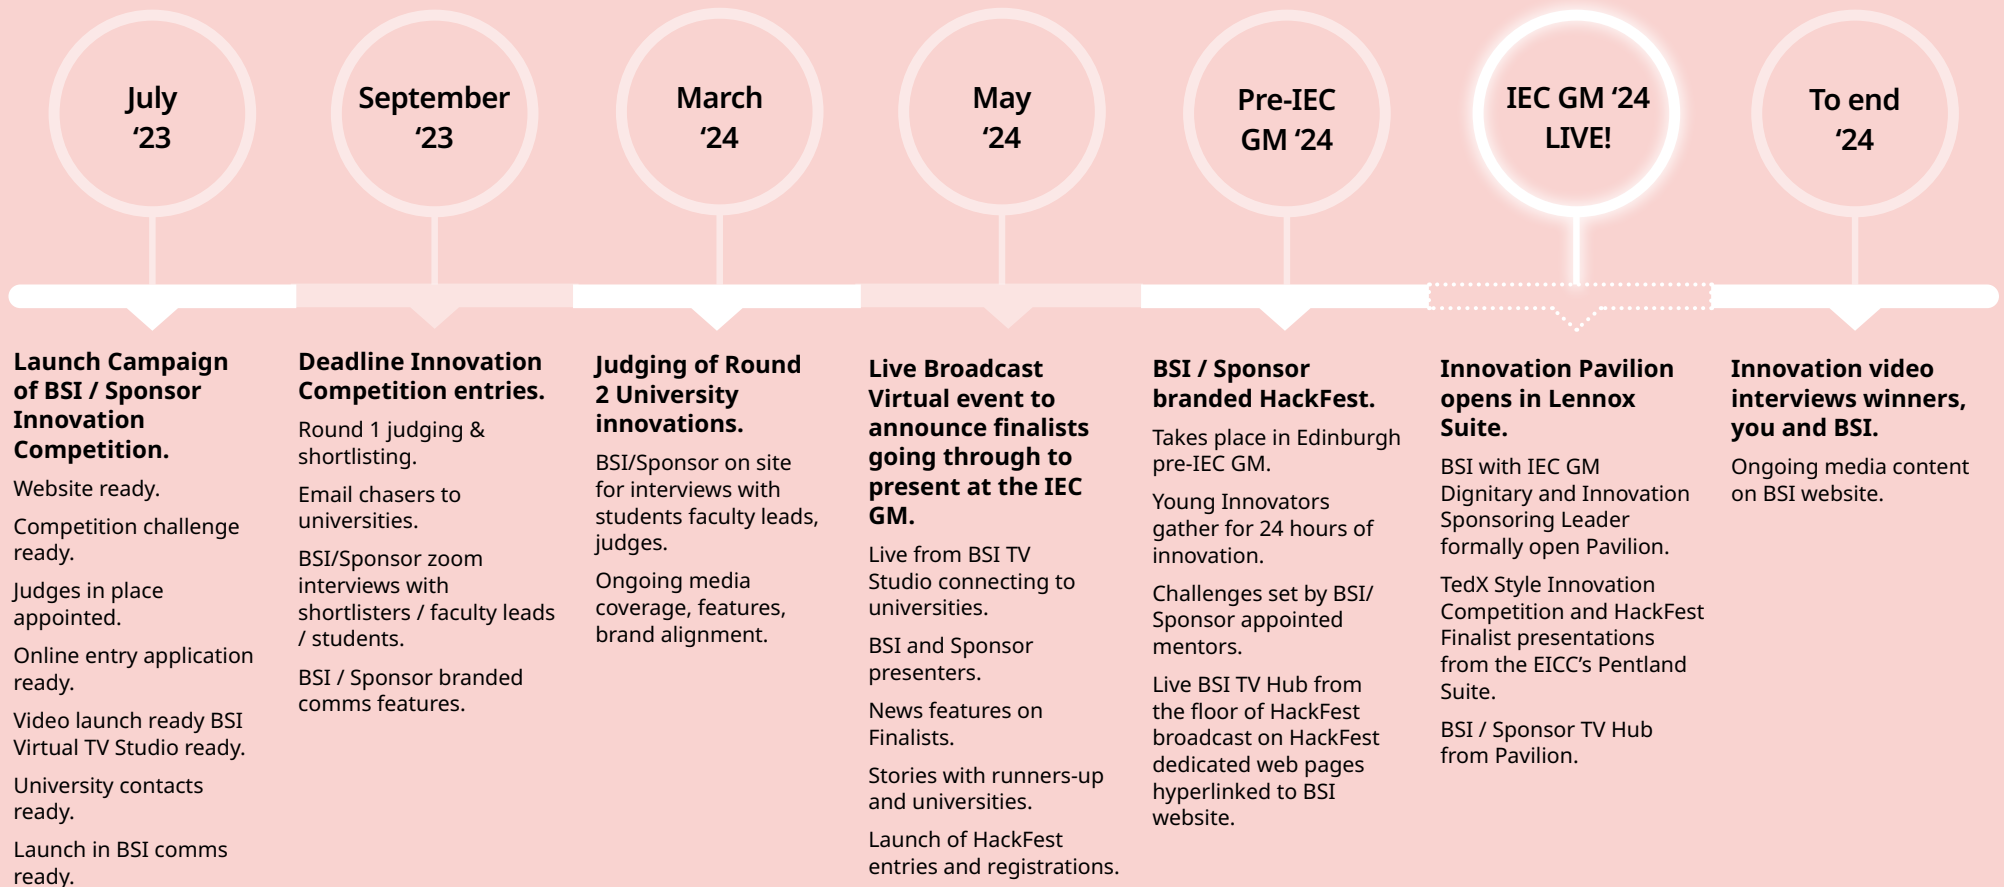 July
‘23
September
‘23
March
‘24
May
‘24
Pre-IEC
GM ‘24
IEC GM ‘24
LIVE!
To end
‘24
Launch Campaign
of BSI / Sponsor
Innovation
Competition.
Website ready.
Competition challenge
ready.
Judges in place
appointed.
Online entry application
ready.
Video launch ready BSI
Virtual TV Studio ready.
University contacts
ready.
Launch in BSI comms
ready.
Deadline Innovation
Competition entries.
Round 1 judging &
shortlisting.
Email chasers to
universities.
BSI/Sponsor zoom
interviews with
shortlisters / faculty leads
/ students.
BSI / Sponsor branded
comms features.
Judging of Round
2 University
innovations.
BSI/Sponsor on site
for interviews with
students faculty leads,
judges.
Ongoing media
coverage, features,
brand alignment.
Live Broadcast
Virtual event to
announce finalists
going through to
present at the IEC
GM.
Live from BSI TV
Studio connecting to
universities.
BSI and Sponsor
presenters.
News features on
Finalists.
Stories with runners-up
and universities.
Launch of HackFest
entries and registrations.
BSI / Sponsor
branded HackFest.
Takes place in Edinburgh
pre-IEC GM.
Young Innovators
gather for 24 hours of
innovation.
Challenges set by BSI/
Sponsor appointed
mentors.
Live BSI TV Hub from
the floor of HackFest
broadcast on HackFest
dedicated web pages
hyperlinked to BSI
website.
Innovation Pavilion
opens in Lennox
Suite.
BSI with IEC GM
Dignitary and Innovation
Sponsoring Leader
formally open Pavilion.
TedX Style Innovation
Competition and HackFest
Finalist presentations
from the EICC’s Pentland
Suite.
BSI / Sponsor TV Hub
from Pavilion.
Innovation video
interviews winners,
you and BSI.
Ongoing media content
on BSI website.